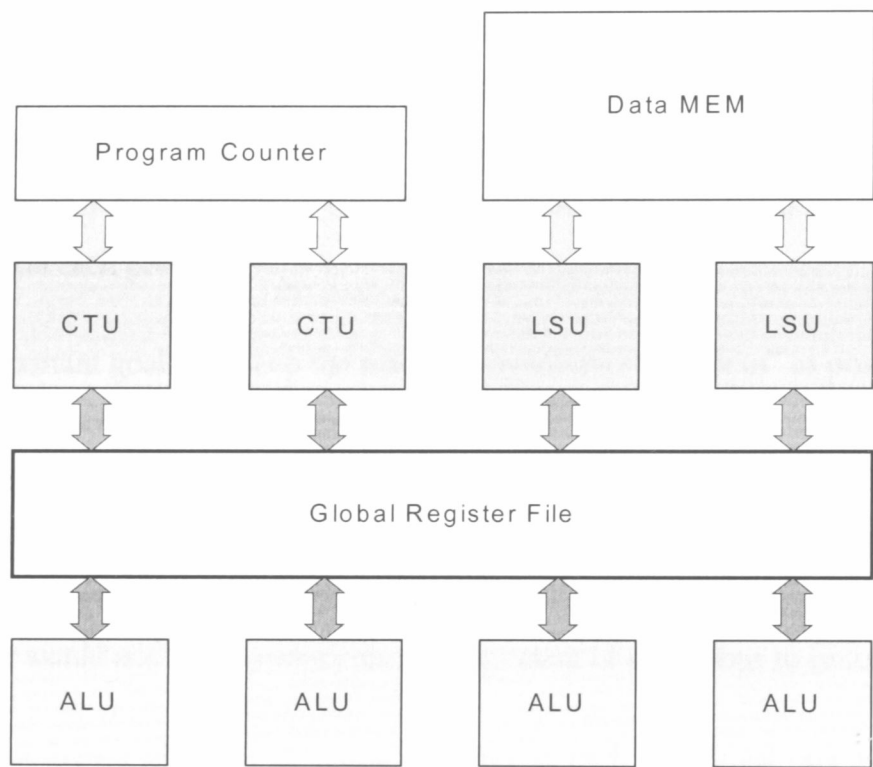 Data MEM
Program Counter
CTU CTU LSU LSU
Global Register File
ALU ALU ALU ALU